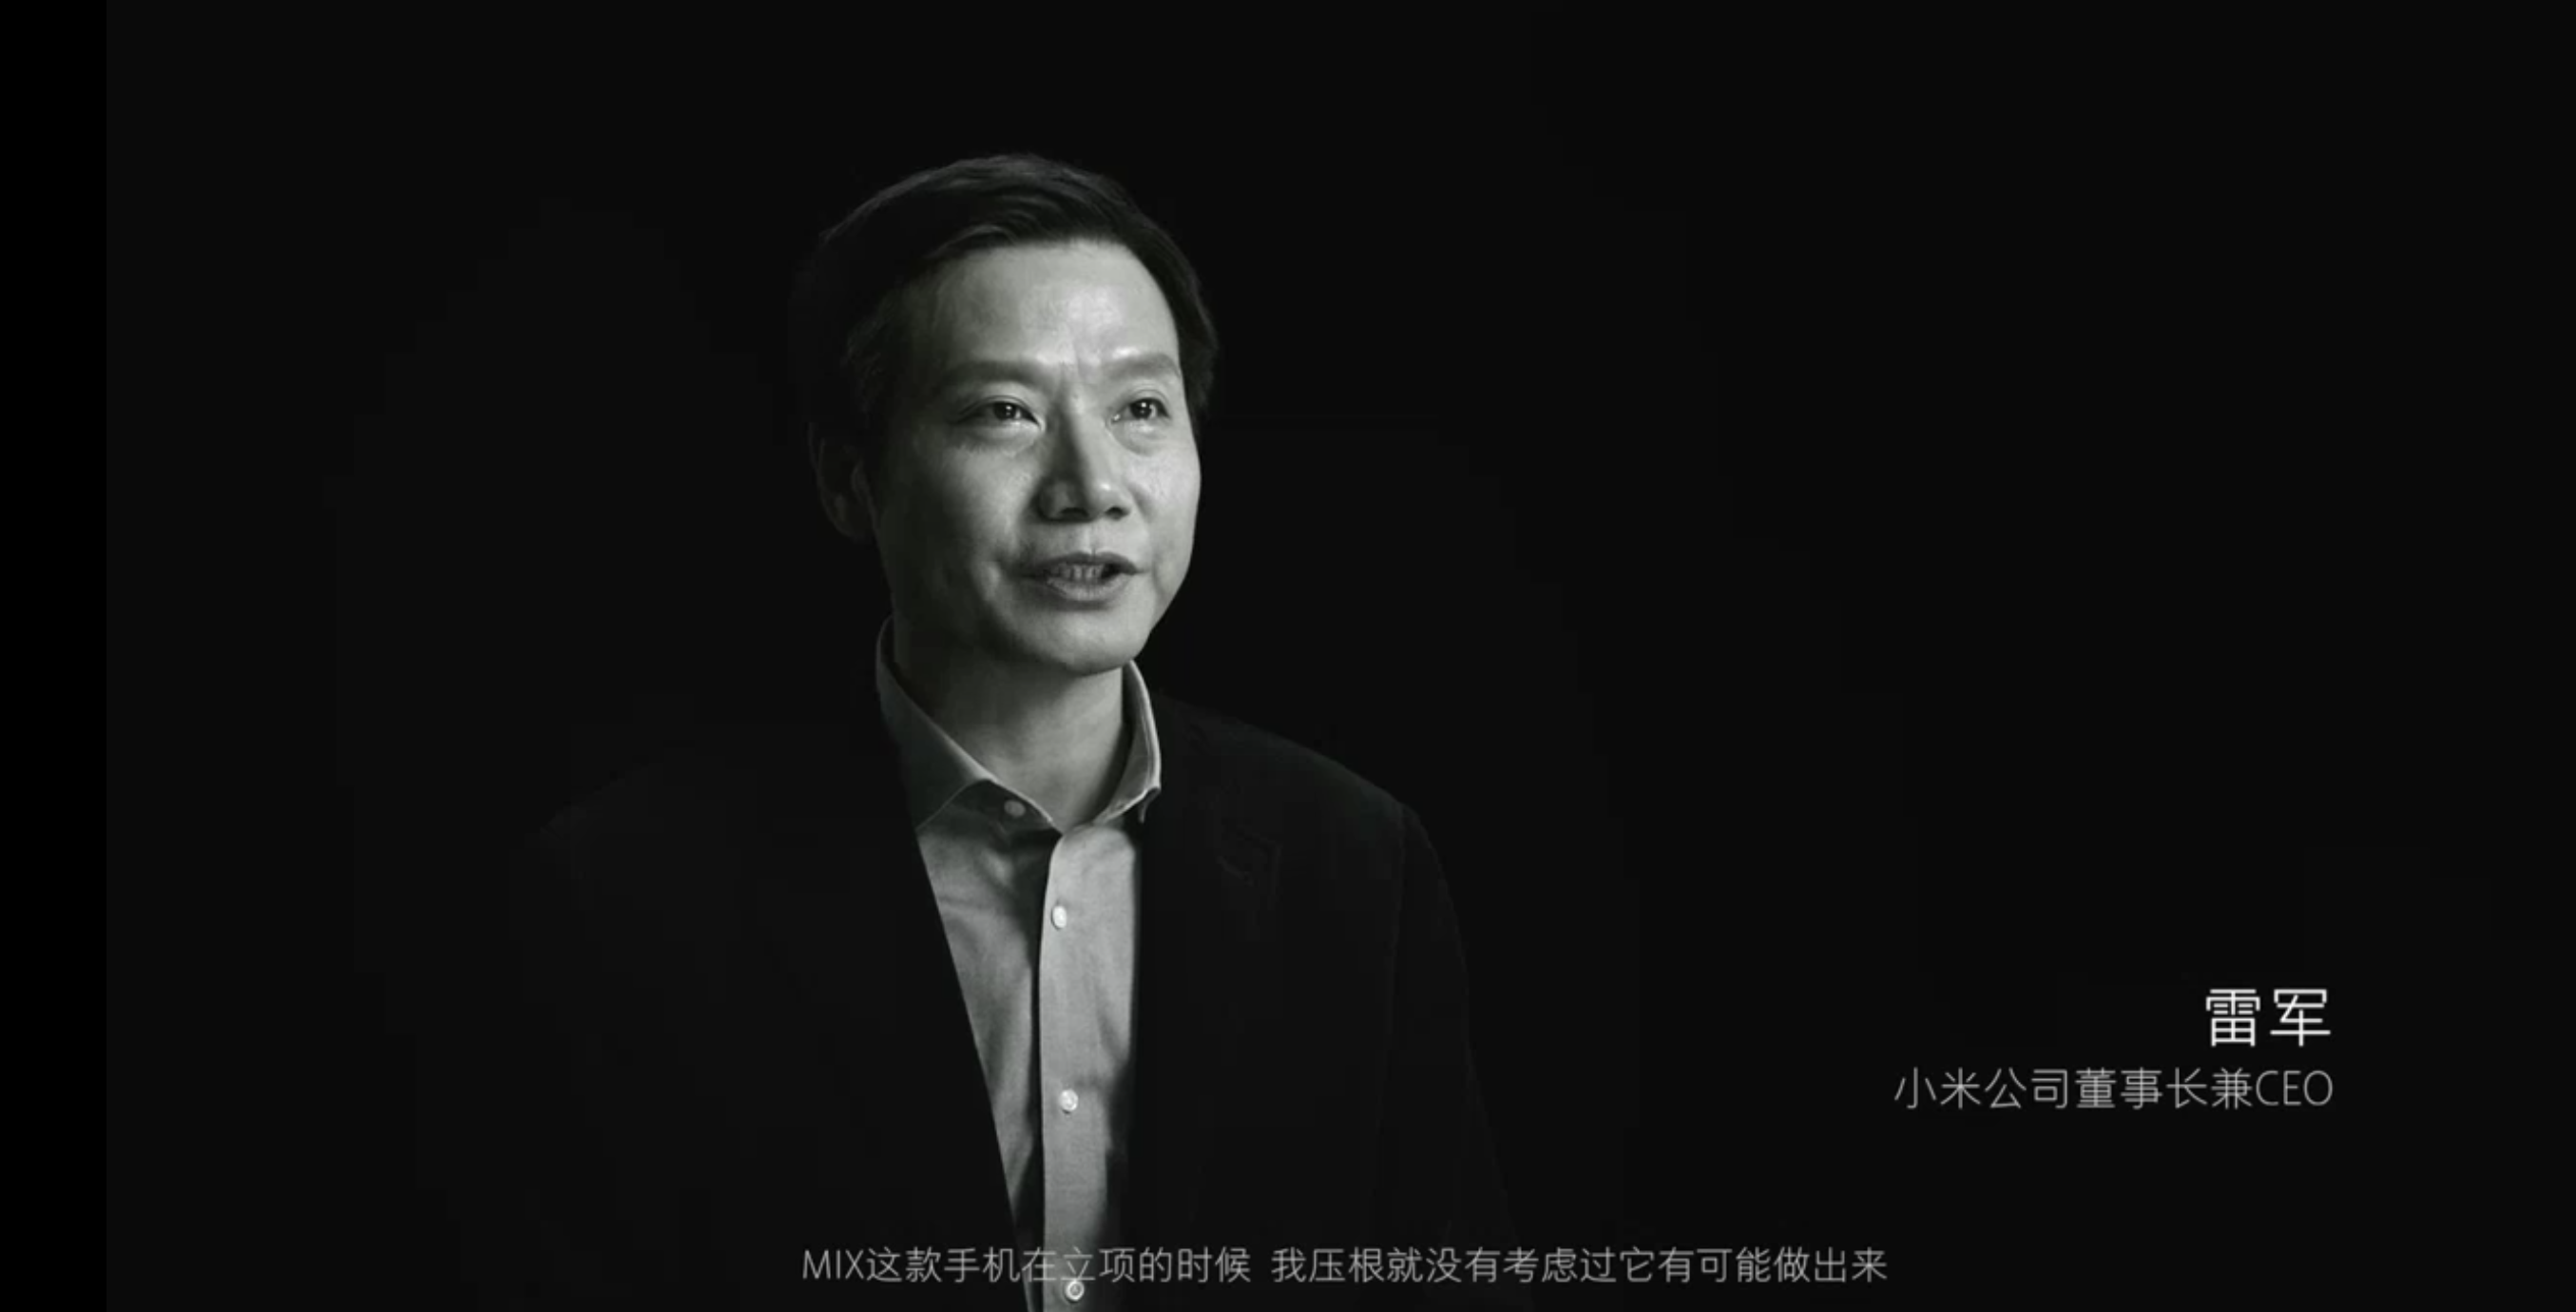 雷军
小米公司董事长兼CEO
MIX这款手机在立项的时候 我压根就没有考虑过它有可能做出来